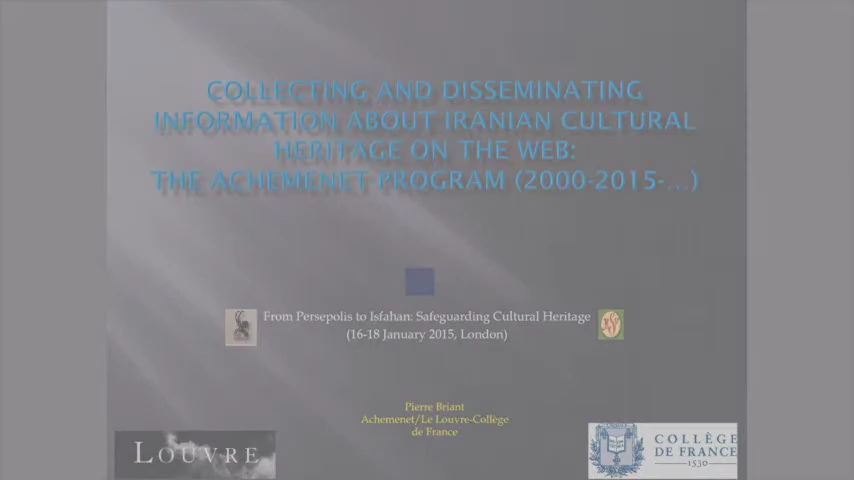 COLLECTING AND DISSEMINATING
INFORMATION ABOUT IRANIAN CULTURAL
HERITAGE ON THE WEB:
THE ACHEMENET-PROGRAM (2000-2015-...)
From Persepolis to Isfahan: Safeguarding Cultural Heritage
(16-18 January 2015, London)
Pierre Briant
Achemenet/Le Louvre-Collège
de France
LOUVRE
COLLÈGE
DE FRANCE
1530